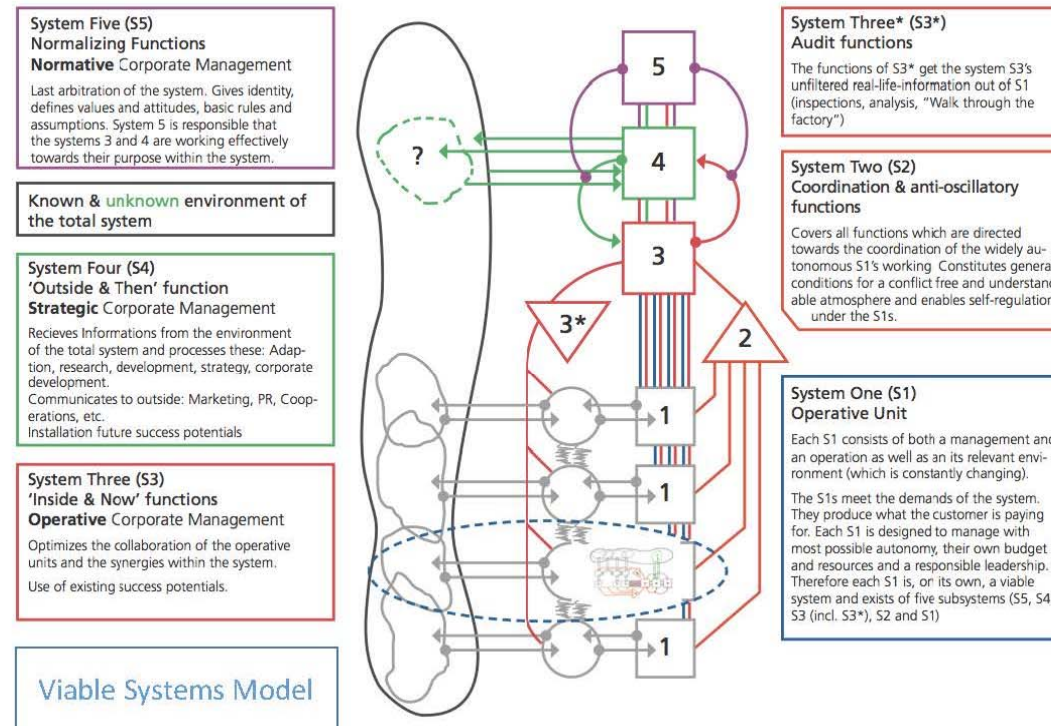 System Five (S5)
Normalizing Functions
Normative Corporate Management
Last arbitration of the system. Gives identity,
defines values and attitudes, basic rules and
assumptions. System 5 is responsible that
the systems 3 and 4 are working effectively
towards their purpose within the system.
Known & unknown environment of
the total system
System Four (S4)
'Outside & Then' function
Strategic Corporate Management
Recieves Informations from the environment
of the total system and processes these: Adap-
tion, research, development, strategy, corporate
development.
Communicates to outside: Marketing, PR, Coop-
erations, etc.
Installation future success potentials
System Three (S3)
'Inside & Now' functions
Operative Corporate Management
Optimizes the collaboration of the operative
units and the synergies within the system.
Use of existing success potentials.
Viable Systems Model
5
?
4
3
3*
2
1
1
1
System Three* (S3*)
Audit functions
The functions of S3* get the system S3's
unfiltered real-life-information out of S1
(inspections, analysis, "Walk through the
factory")
System Two (S2)
Coordination & anti-oscillatory
functions
Covers all functions which are directed
towards the coordination of the widely au-
tonomous S1's working Constitutes general
conditions for a conflict free and understand
able atmosphere and enables self-regulation
under the S1s.
System One (S1)
Operative Unit
Each S1 consists of both a management and
an operation as well as an its relevant envi-
ronment (which is constantly changing).
The S1s meet the demands of the system.
They produce what the customer is paying
for. Each S1 is designed to manage with
most possible autonomy, their own budget
and resources and a responsible leadership.
Therefore each S1 is, on its own, a viable
system and exists of five subsystems (S5, S4
S3 (incl. S3*), S2 and S1)